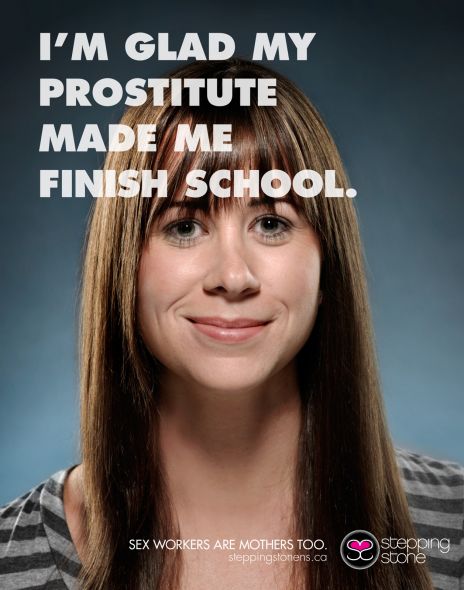 I'M GLAD MY
PROSTITUTE
MADE ME
FINISH SCHOOL.
SEX WORKERS ARE MOTHERS TOO.
steppingstonens.ca
stepping
stone